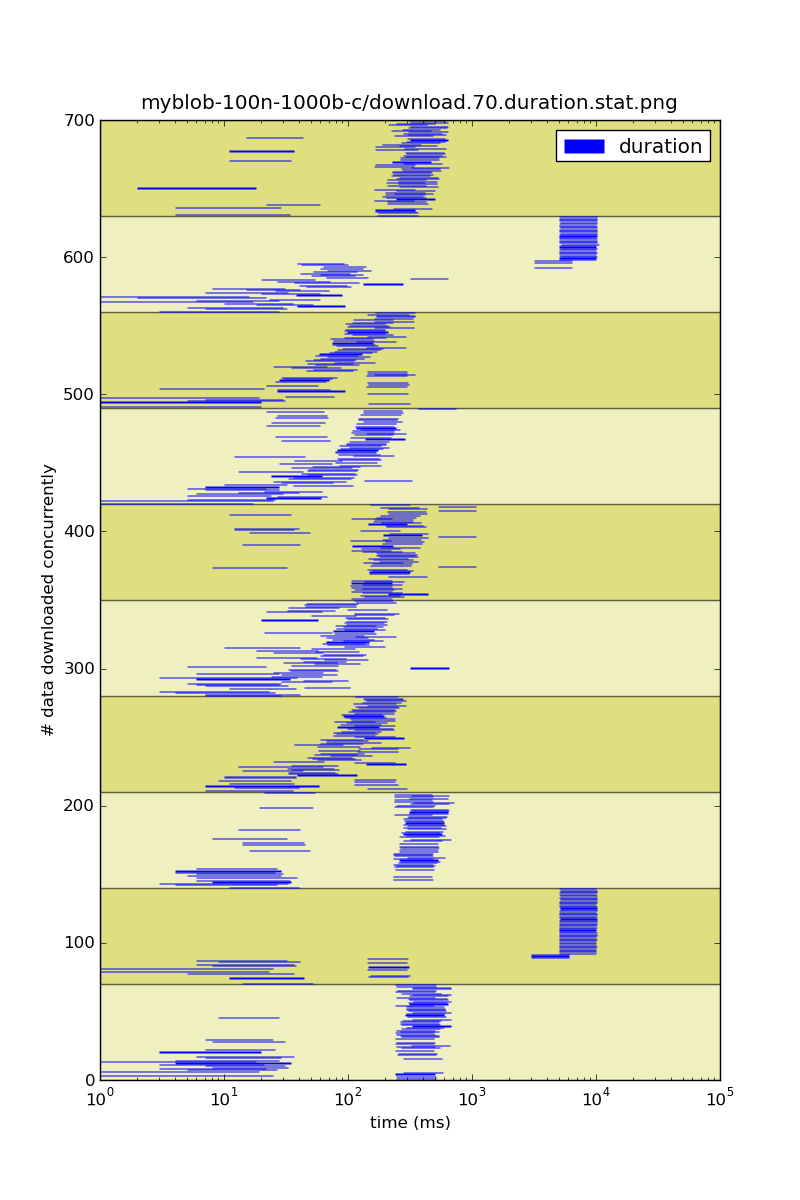 myblob-100n-1000b-c/download.70.duration.stat.png
duration
700
600
500
400
300
200
100
0
# data downloaded concurrently
10⁰ 10¹ 10² 10³ 10⁴ 10⁵
time (ms)